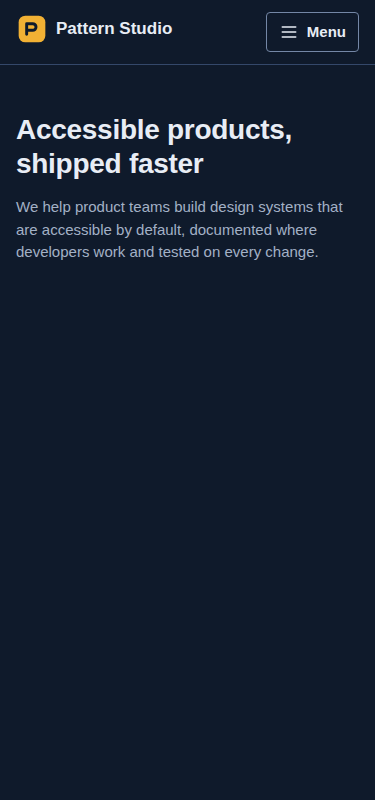 P
Pattern Studio
Menu
Accessible products,
shipped faster
We help product teams build design systems that
are accessible by default, documented where
developers work and tested on every change.